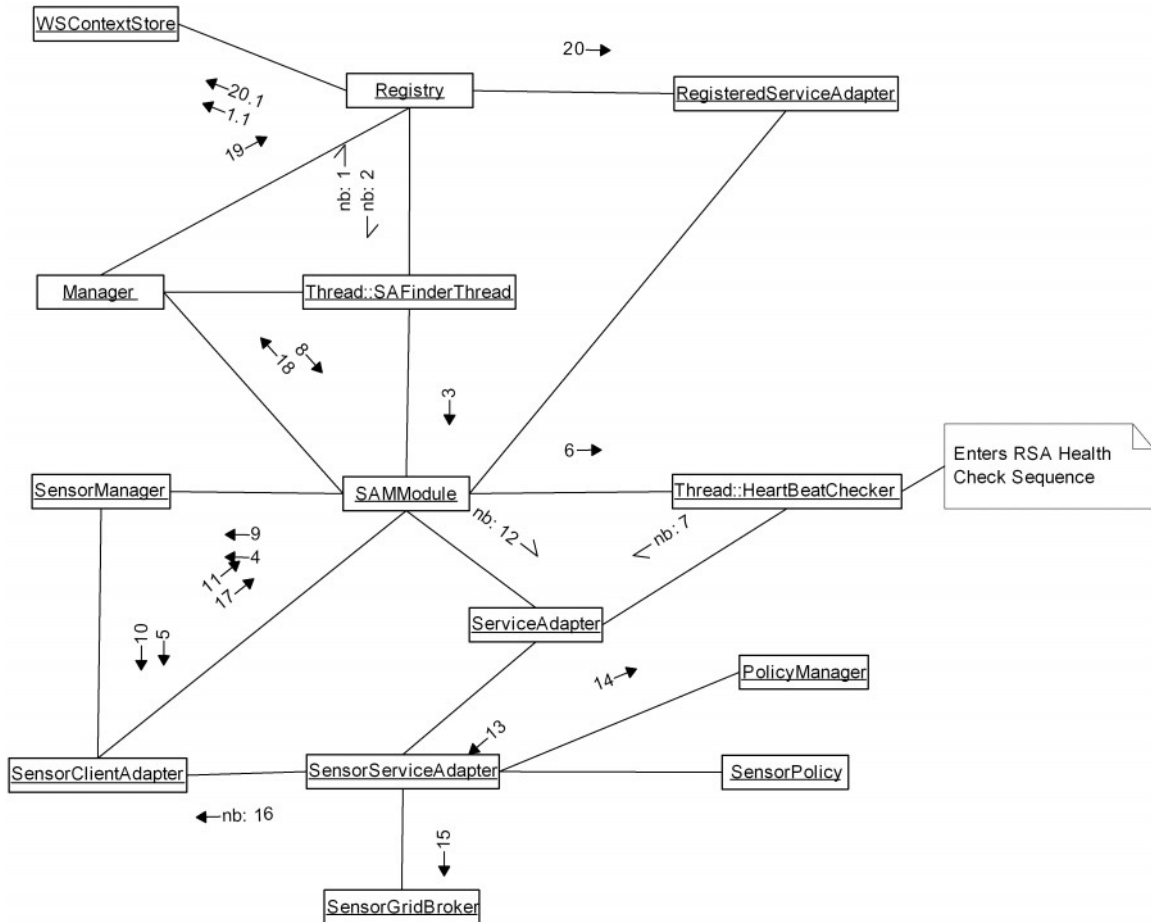 WSContextStore
20
Registry
RegisteredServiceAdapter
20.1
1.1
19
nb: 1
nb: 2
Manager
Thread::SAFinderThread
8
18
3
6
Enters RSA Health
Check Sequence
SensorManager
SAMModule
Thread::HeartBeatChecker
nb: 12
nb: 7
9
4
11
17
ServiceAdapter
10
5
14
PolicyManager
13
SensorClientAdapter
SensorServiceAdapter
SensorPolicy
nb: 16
15
SensorGridBroker